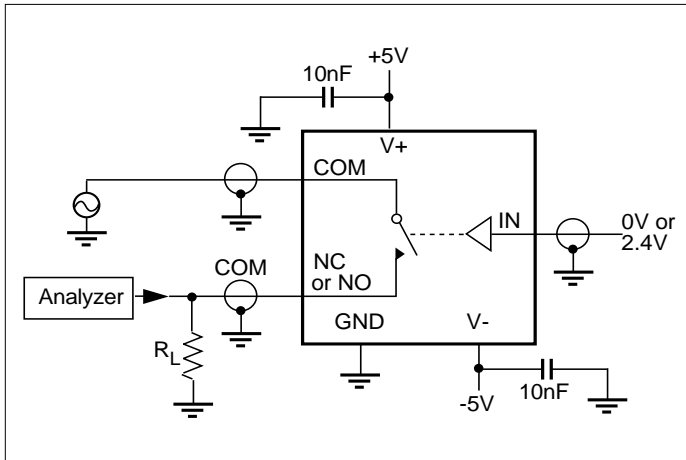 +5V
10nF
V+
COM
IN
0V or
2.4V
COM
NC
or NO
Analyzer
GND
V-
RL
-5V
10nF